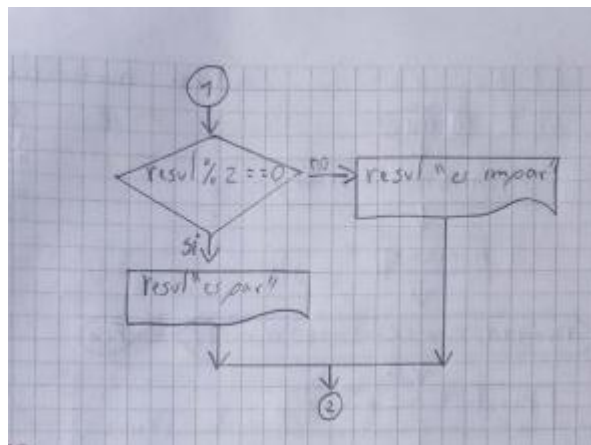 1
resul % 2 == 0
no
resul "es impar"
si
resul "es par"
2